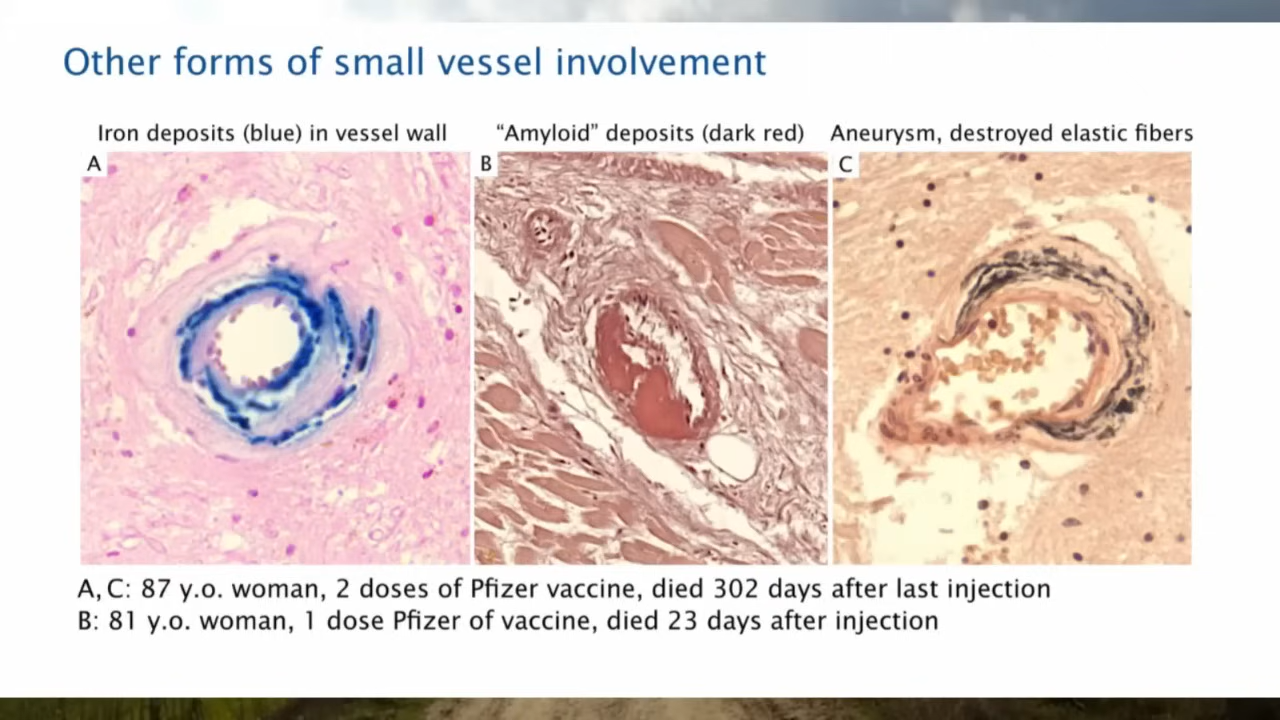 Other forms of small vessel involvement
Iron deposits (blue) in vessel wall
“Amyloid” deposits (dark red)
Aneurysm, destroyed elastic fibers
A
B
C
A, C: 87 y.o. woman, 2 doses of Pfizer vaccine, died 302 days after last injection
B: 81 y.o. woman, 1 dose Pfizer of vaccine, died 23 days after injection